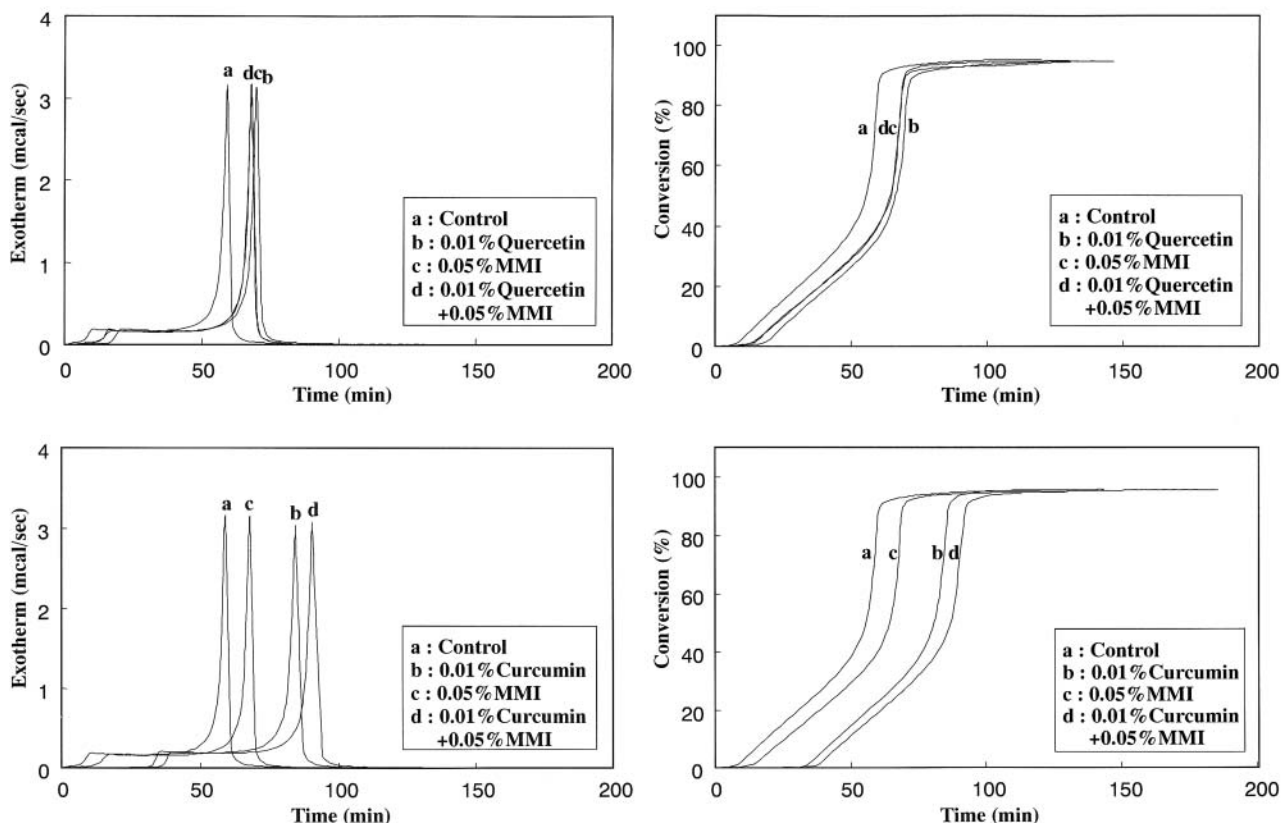 4
3
2
1
0
Exotherm (mcal/sec)
a
dc
b
a : Control
b : 0.01%Quercetin
c : 0.05%MMI
d : 0.01%Quercetin
+0.05%MMI
0
50
100
150
200
Time (min)
100
80
60
40
20
0
Conversion (%)
a
dc
b
a : Control
b : 0.01%Quercetin
c : 0.05%MMI
d : 0.01%Quercetin
+0.05%MMI
0
50
100
150
200
Time (min)
4
3
2
1
0
Exotherm (mcal/sec)
a
c
b
d
a : Control
b : 0.01%Curcumin
c : 0.05%MMI
d : 0.01%Curcumin
+0.05%MMI
0
50
100
150
200
Time (min)
100
80
60
40
20
0
Conversion (%)
a
c
b
d
a : Control
b : 0.01%Curcumin
c : 0.05%MMI
d : 0.01%Curcumin
+0.05%MMI
0
50
100
150
200
Time (min)